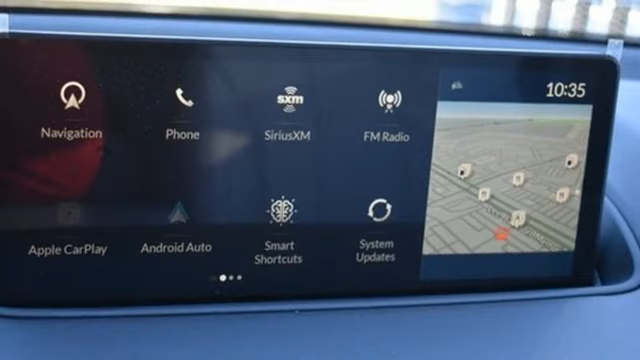 Navigation
Phone
sxm
SiriusXM
FM Radio
10:35
Apple CarPlay
Android Auto
Smart
Shortcuts
System
Updates